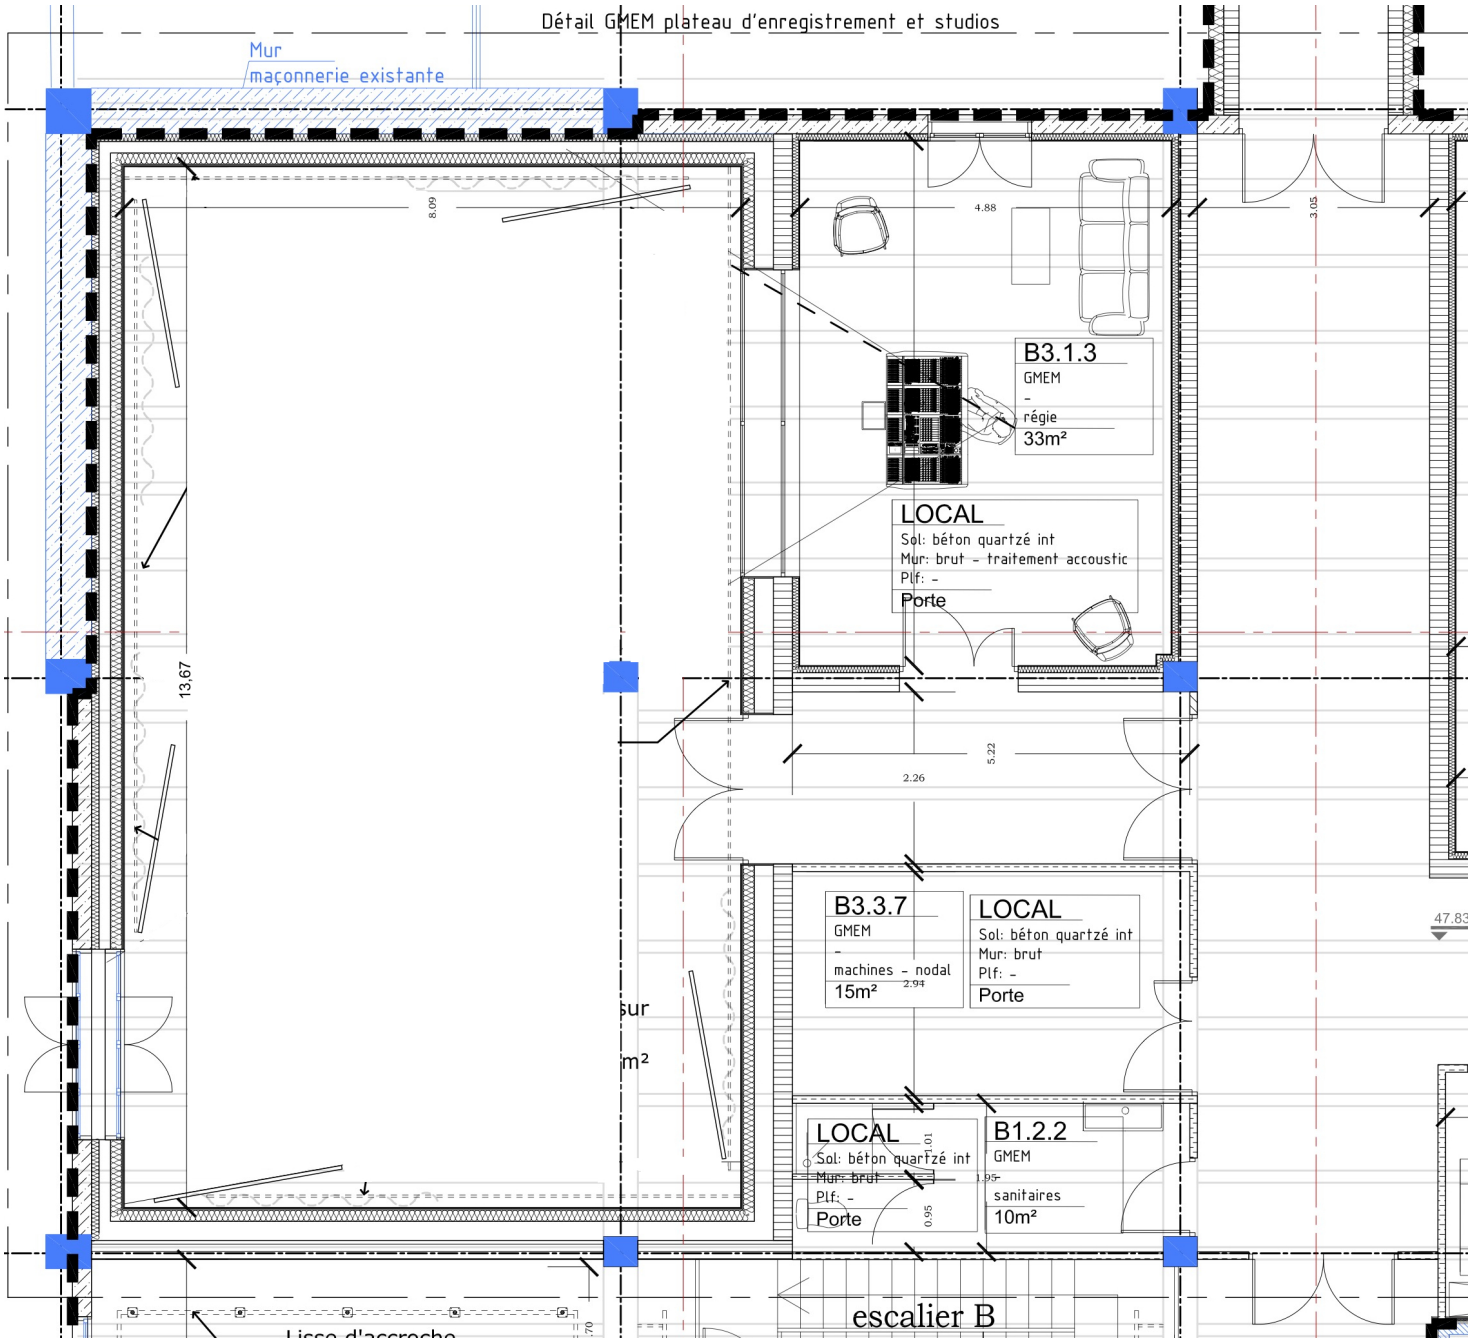 Détail GMEM plateau d'enregistrement et studios
Mur
maçonnerie existante
8.09
4.88
3.05
B3.1.3
GMEM
-
régie
33m²
LOCAL
Sol: béton quartzé int
Mur: brut - traitement accoustic
Plf: -
Porte
13,67
5.22
2.26
B3.3.7
GMEM
-
machines - nodal
15m²
2.94
LOCAL
Sol: béton quartzé int
Mur: brut
Plf: -
Porte
47.83
sur
m²
LOCAL
Sol: béton quartzé int
Mur: brut
Plf: -
Porte
1.01
1.95
0.95
B1.2.2
GMEM
-
sanitaires
10m²
escalier B
Lisse d'accroche
.70